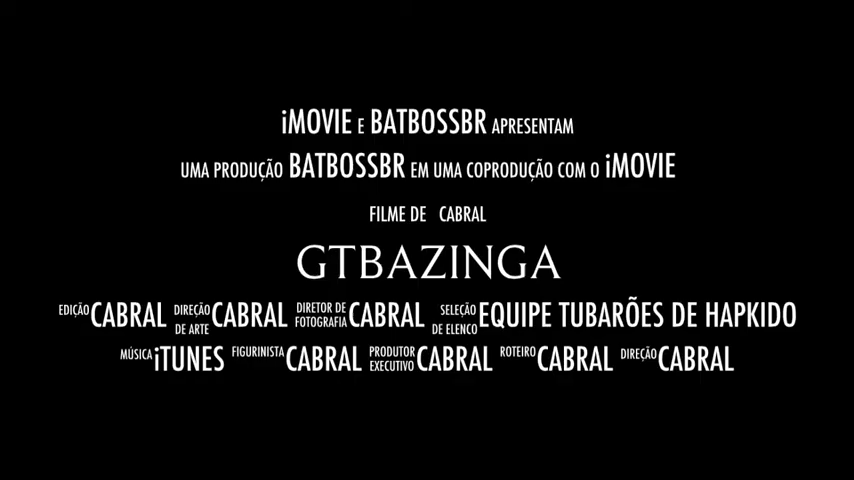 iMOVIE E BATBOSSBR APRESENTAM
UMA PRODUÇÃO BATBOSSBR EM UMA COPRODUÇÃO COM O iMOVIE
FILME DE CABRAL
GTBAZINGA
EDIÇÃO CABRAL DIREÇÃO DE ARTE CABRAL DIRETOR DE FOTOGRAFIA CABRAL SELEÇÃO DE ELENCO EQUIPE TUBARÕES DE HAPKIDO
MÚSICA iTUNES FIGURINISTA CABRAL PRODUTOR EXECUTIVO CABRAL ROTEIRO CABRAL DIREÇÃO CABRAL